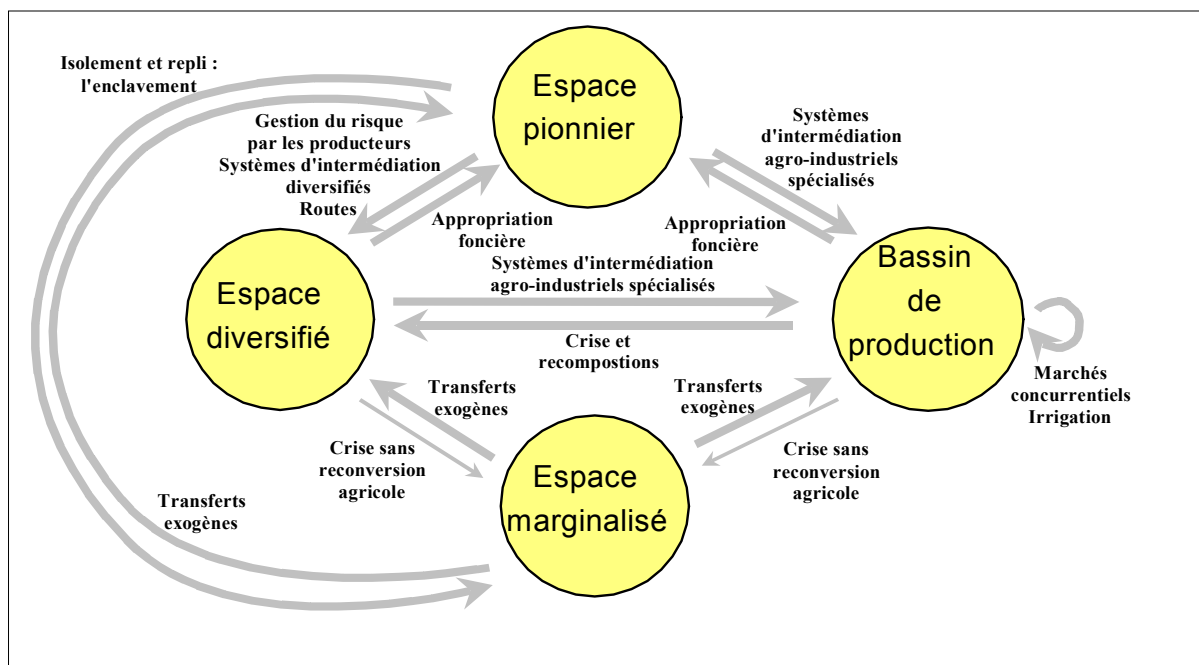 Isolement et repli :
l'enclavement
Espace
pionnier
Gestion du risque
par les producteurs
Systèmes d'intermédiation
diversifiés
Routes
Systèmes
d'intermédiation
agro-industriels
spécialisés
Appropriation
foncière
Appropriation
foncière
Systèmes d'intermédiation
agro-industriels spécialisés
Espace
diversifié
Bassin
de
production
Crise et
recompostions
Marchés
concurrentiels
Irrigation
Transferts
exogènes
Transferts
exogènes
Crise sans
reconversion
agricole
Crise sans
reconversion
agricole
Espace
marginalisé
Transferts
exogènes